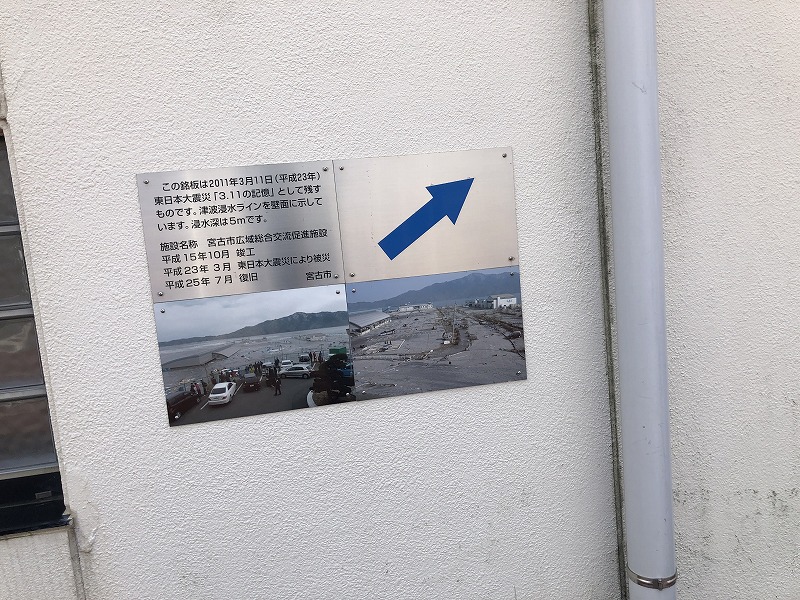 この銘板は2011年3月11日(平成23年)
東日本大震災「3.11の記憶」として残す
ものです。津波浸水ラインを壁面に示して
います。浸水深は5mです。
施設名称 宮古市広域総合交流促進施設
平成15年10月 竣工
平成23年 3月 東日本大震災により被災
平成25年 7月 復旧 宮古市